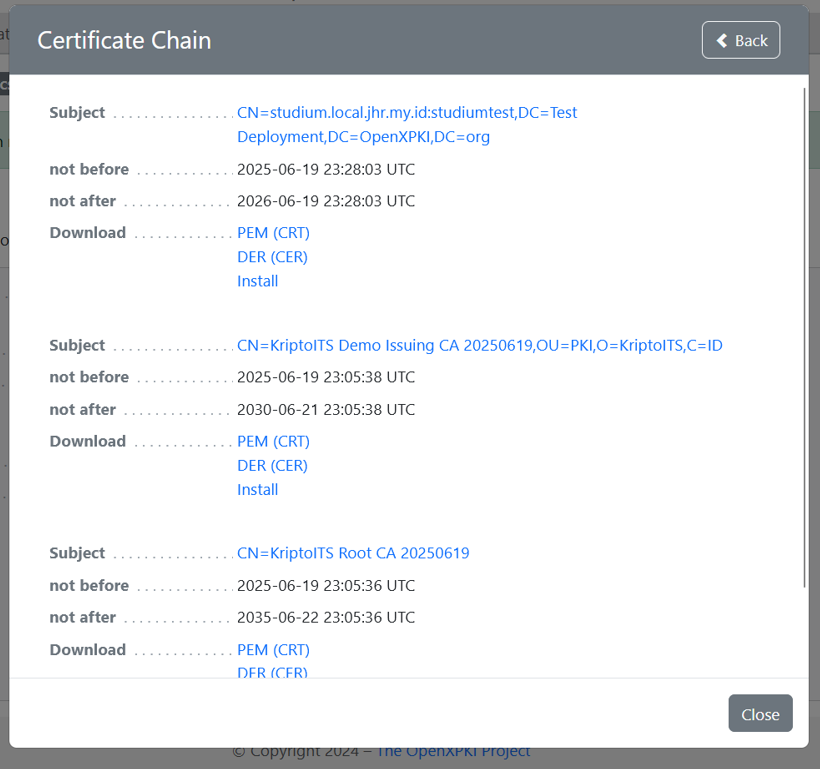 Certificate Chain
Back
Subject CN=studium.local.jhr.my.id:studiumtest,DC=Test
Deployment,DC=OpenXPKI,DC=org
not before 2025-06-19 23:28:03 UTC
not after 2026-06-19 23:28:03 UTC
Download PEM (CRT)
DER (CER)
Install
Subject CN=KriptoITS Demo Issuing CA 20250619,OU=PKI,O=KriptoITS,C=ID
not before 2025-06-19 23:05:38 UTC
not after 2030-06-21 23:05:38 UTC
Download PEM (CRT)
DER (CER)
Install
Subject CN=KriptoITS Root CA 20250619
not before 2025-06-19 23:05:36 UTC
not after 2035-06-22 23:05:36 UTC
Download PEM (CRT)
DER (CER)
Close
© Copyright 2024 – The OpenXPKI Project